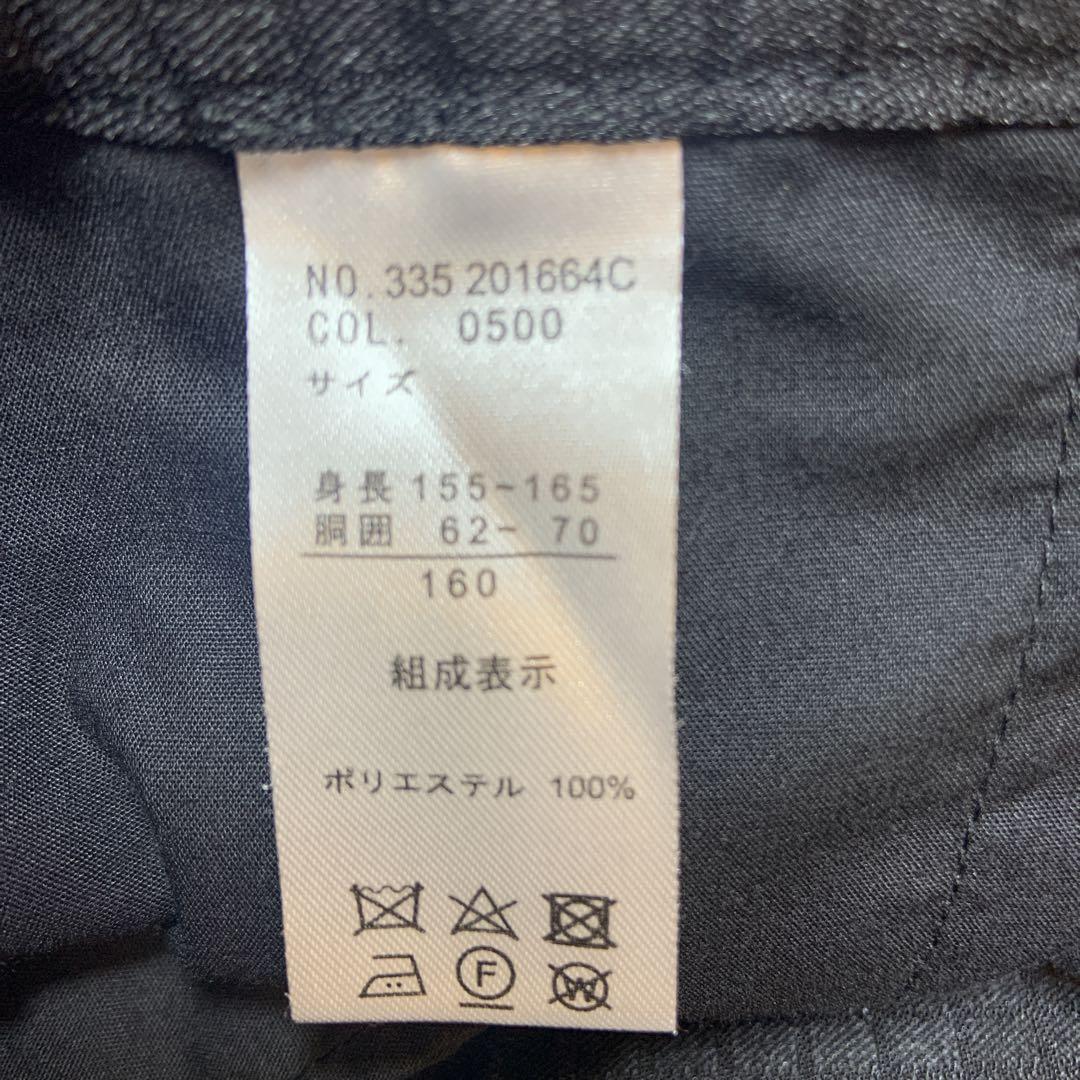 NO.335 201664C
COL. 0500
サイズ
身長 155~165
胴囲 62- 70
160
組成表示
ポリエステル 100%
F
W